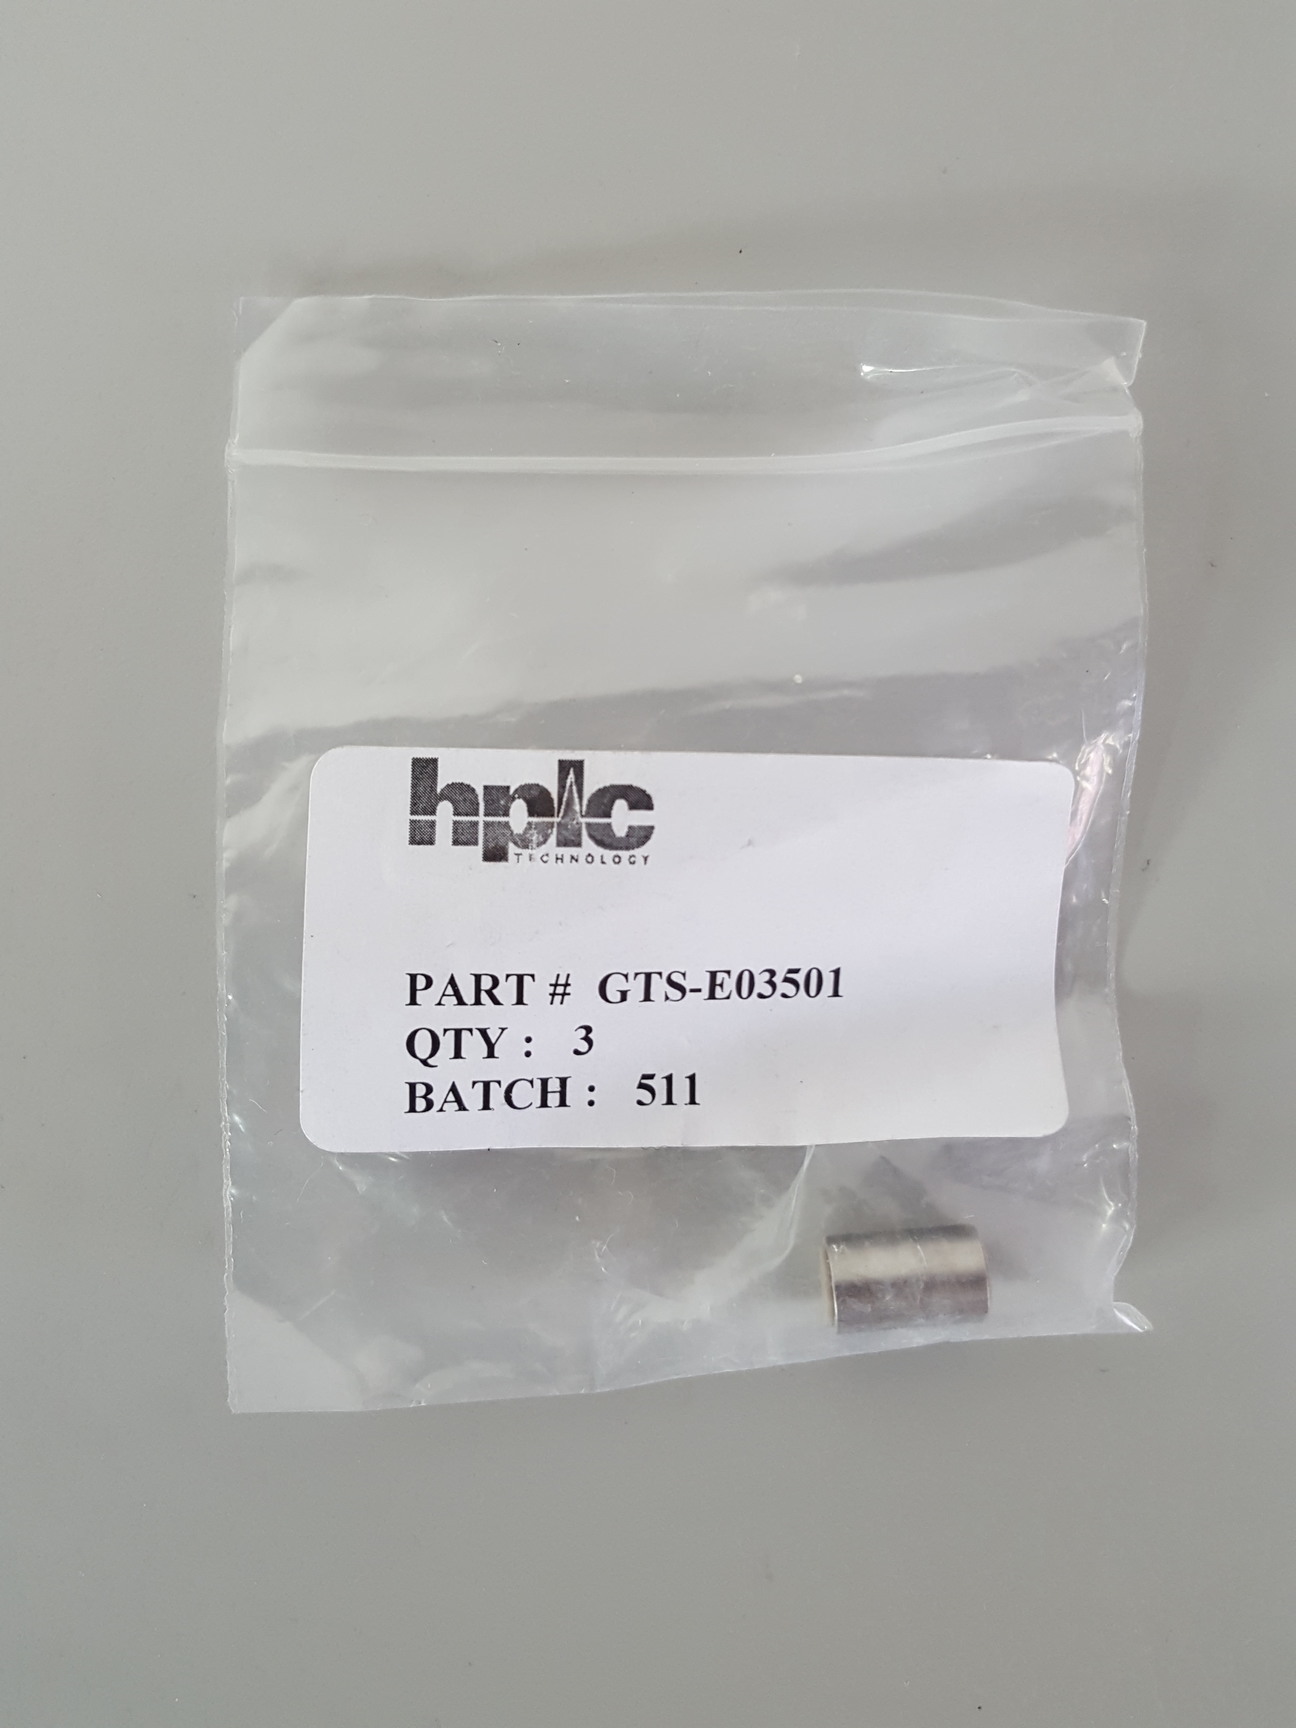 hplc
TECHNOLOGY
PART # GTS-E03501
QTY : 3
BATCH : 511